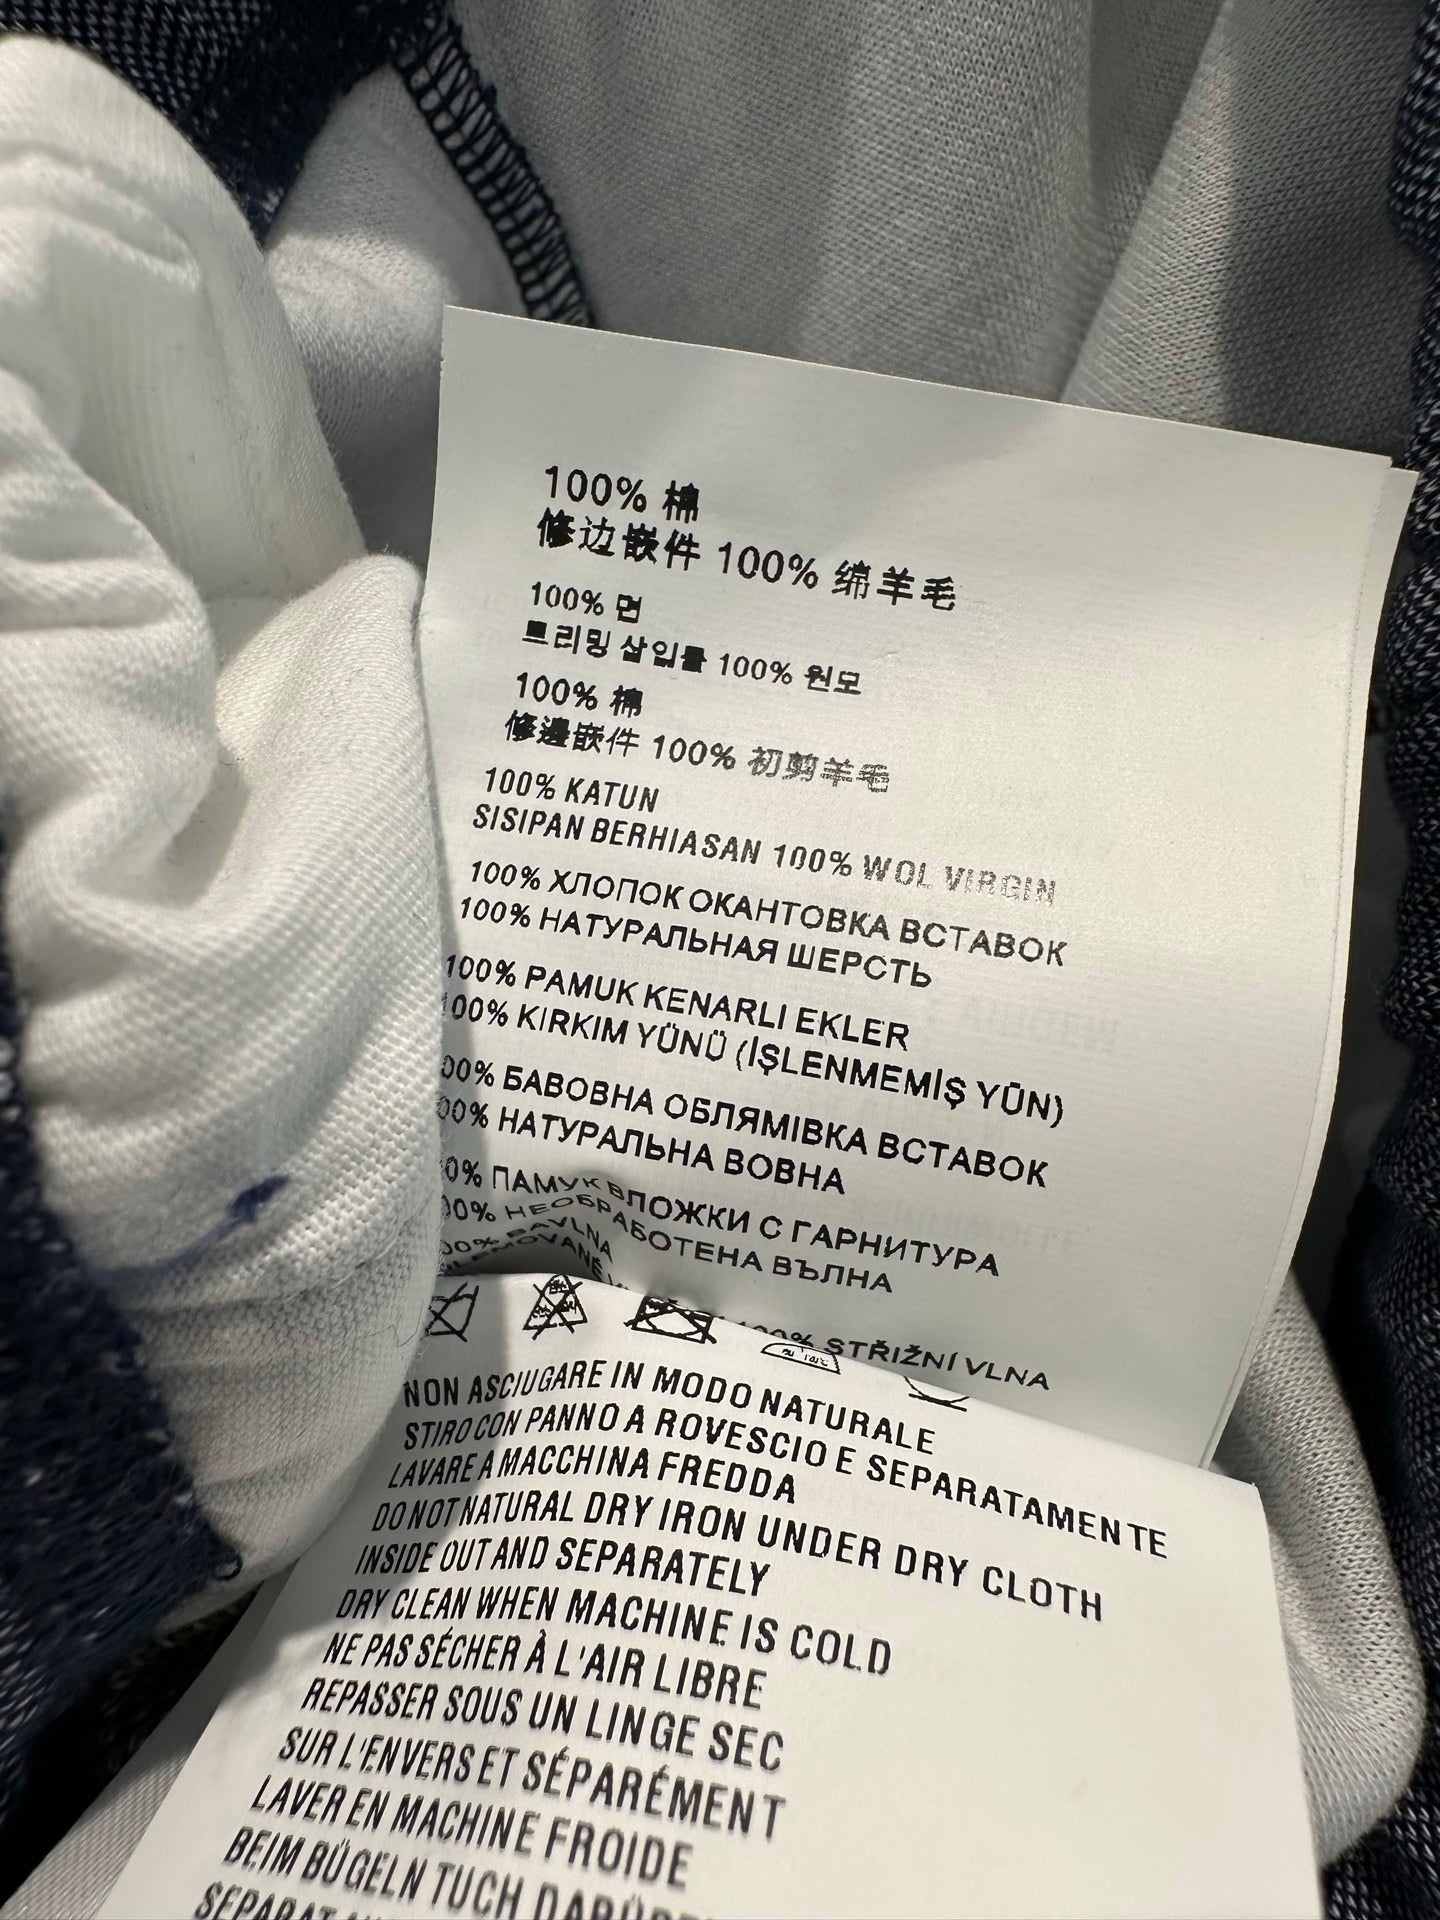 100% 棉
修边嵌件 100% 绵羊毛
100% 면
트리밍 삽입물 100% 원모
100% 棉
修邊嵌件 100% 初剪羊毛
100% KATUN
SISIPAN BERHIASAN 100% WOL VIRGIN
100% ХЛОПОК ОКАНТОВКА ВСТАВОК
100% НАТУРАЛЬНАЯ ШЕРСТЬ
100% PAMUK KENARLI EKLER
100% KIRKIM YÜNÜ (İŞLENMEMİŞ YÜN)
00% БАВОВНА ОБЛЯМІВКА ВСТАВОК
00% НАТУРАЛЬНА ВОВНА
0% ПАМУК ВЛОЖКИ С ГАРНИТУРА
00% НЕОБРАБОТЕНА ВЪЛНА
00% BAVLNA
100% STŘIŽNÍ VLNA
NON ASCIUGARE IN MODO NATURALE
STIRO CON PANNO A ROVESCIO E SEPARATAMENTE
LAVARE A MACCHINA FREDDA
DO NOT NATURAL DRY IRON UNDER DRY CLOTH
INSIDE OUT AND SEPARATELY
DRY CLEAN WHEN MACHINE IS COLD
NE PAS SÉCHER À L'AIR LIBRE
REPASSER SOUS UN LINGE SEC
SUR L'ENVERS ET SÉPARÉMENT
LAVER EN MACHINE FROIDE
BEIM BÜGELN TUCH